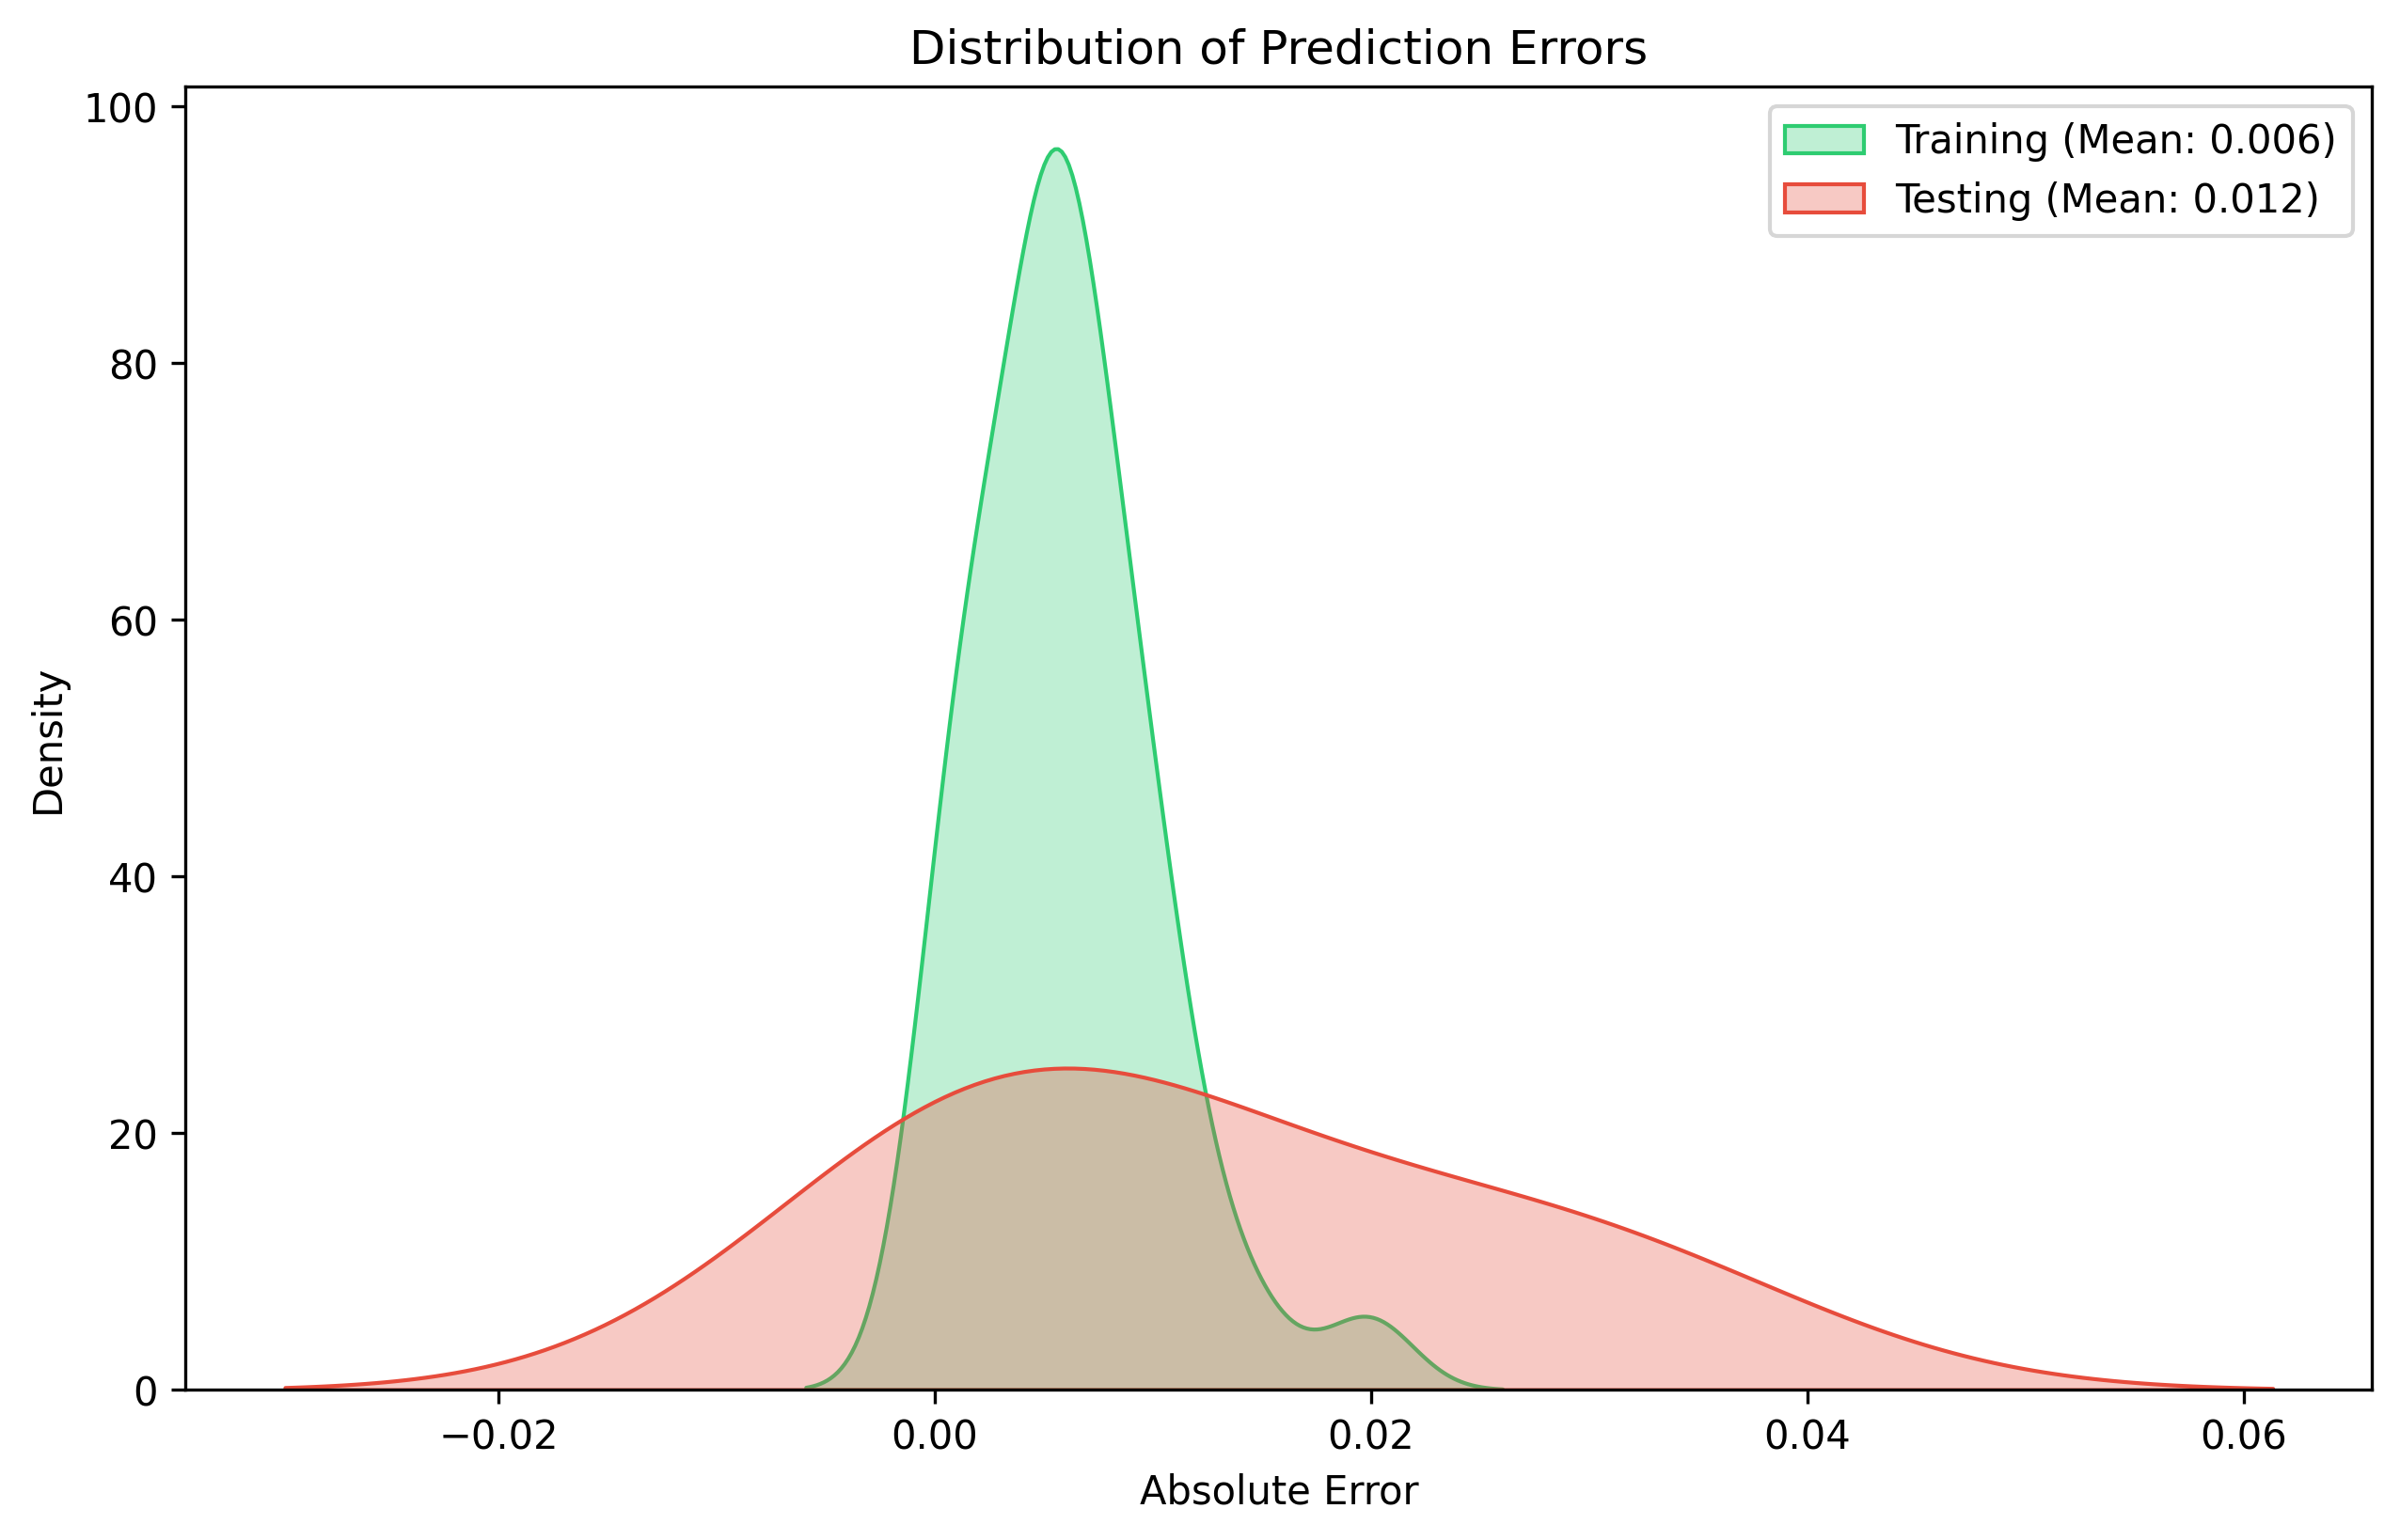 Distribution of Prediction Errors
Training (Mean: 0.006)
Testing (Mean: 0.012)
Density
100
80
60
40
20
0
−0.02
0.00
0.02
0.04
0.06
Absolute Error